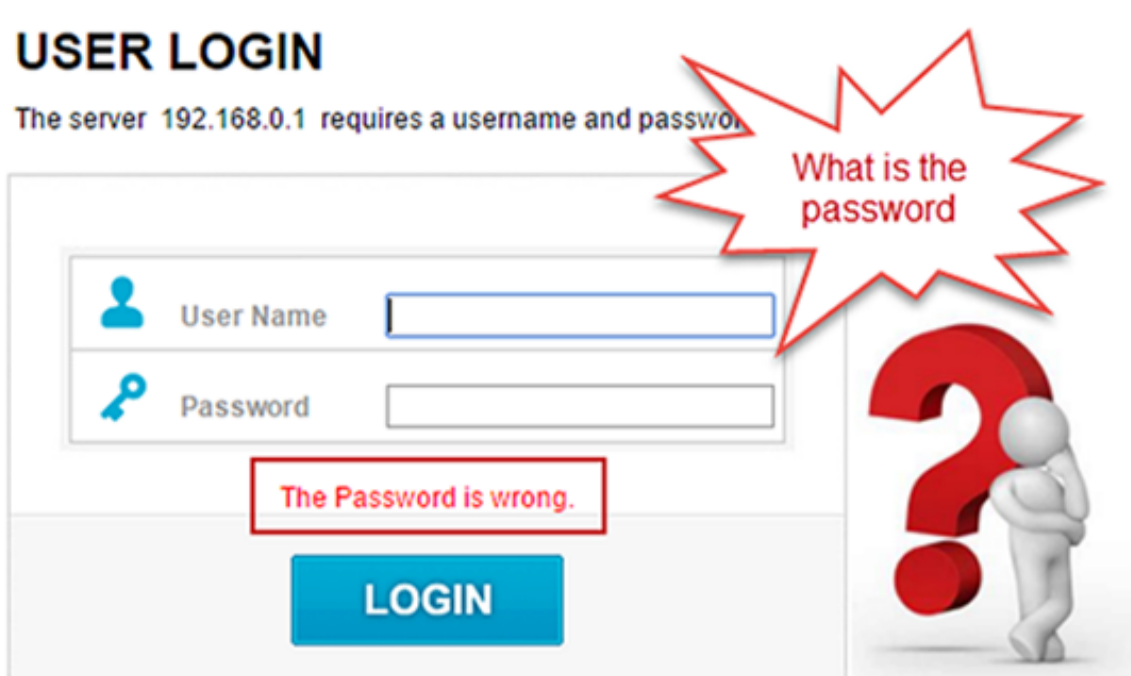 USER LOGIN
The server 192.168.0.1 requires a username and
What is the
password
User Name
Password
The Password is wrong.
LOGIN